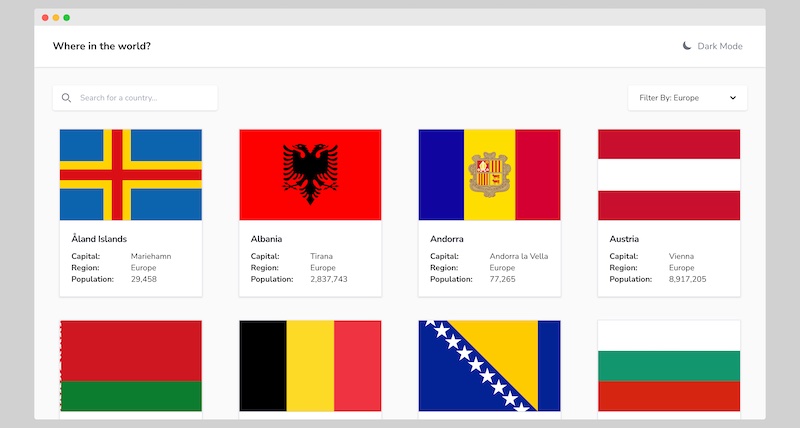 Where in the world?
Dark Mode
Search for a country...
Filter By: Europe
Åland Islands
Capital: Mariehamn
Region: Europe
Population: 29,458
Albania
Capital: Tirana
Region: Europe
Population: 2,837,743
Andorra
Capital: Andorra la Vella
Region: Europe
Population: 77,265
Austria
Capital: Vienna
Region: Europe
Population: 8,917,205